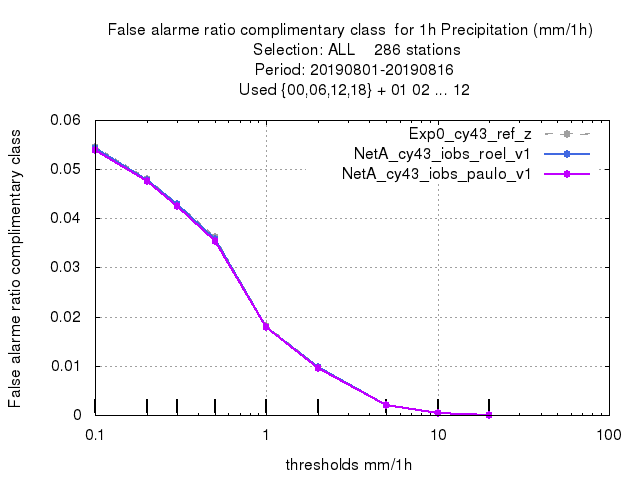 False alarme ratio complimentary class  for 1h Precipitation (mm/1h)
Selection: ALL    286 stations
Period: 20190801-20190816
Used {00,06,12,18} + 01 02 ... 12
Exp0_cy43_ref_z
NetA_cy43_iobs_roel_v1
NetA_cy43_iobs_paulo_v1
False alarme ratio complimentary class
0.06
0.05
0.04
0.03
0.02
0.01
0
0.1 1 10 100
thresholds mm/1h